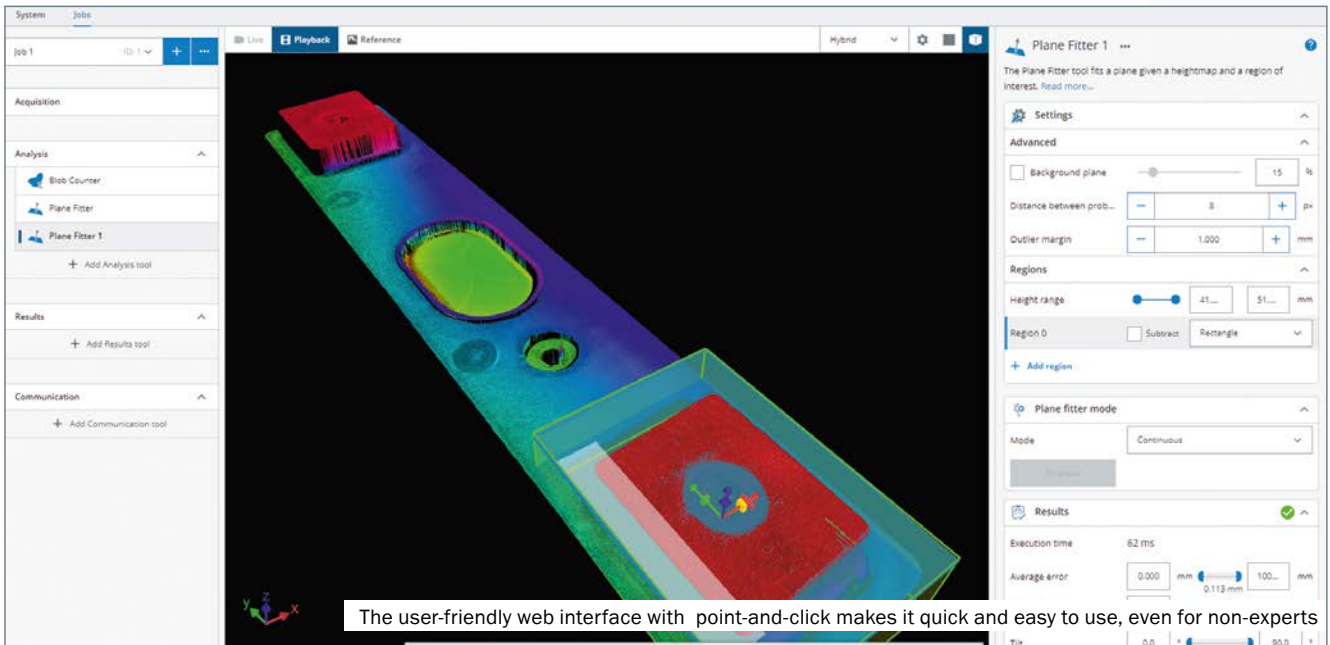 System Jobs
Job 1 ID: 1
Live Playback Reference Hybrid
Acquisition
Analysis
Blob Counter
Plane Fitter
Plane Fitter 1
+ Add Analysis tool
Results
+ Add Results tool
Communication
+ Add Communication tool
Y Z X
Z
Plane Fitter 1 ...
The Plane Fitter tool fits a plane given a heightmap and a region of
interest. Read more...
Settings
Advanced
Background plane 15 %
Distance between prob... − 8 + px
Outlier margin − 1.000 + mm
Regions
Height range 41.... 51.... mm
Region 0 Subtract Rectangle
+ Add region
Plane fitter mode
Mode Continuous
Results
Execution time 62 ms
Average error 0.000 mm 100... mm
0.113 mm
Tilt 0.0 ° 90.0 °
The user-friendly web interface with point-and-click makes it quick and easy to use, even for non-experts